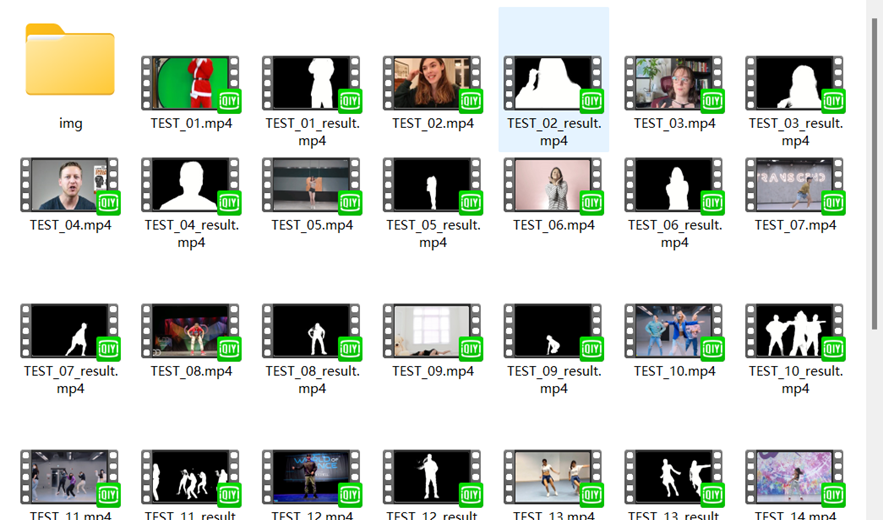 img
TEST_01.mp4
TEST_01_result.
mp4
TEST_02.mp4
TEST_02_result.
mp4
TEST_03.mp4
TEST_03_result.
mp4
TEST_04.mp4
TEST_04_result.
mp4
TEST_05.mp4
TEST_05_result.
mp4
TEST_06.mp4
TEST_06_result.
mp4
TEST_07.mp4
TEST_07_result.
mp4
TEST_08.mp4
TEST_08_result.
mp4
TEST_09.mp4
TEST_09_result.
mp4
TEST_10.mp4
TEST_10_result.
mp4
TEST_11.mp4
TEST_11_result.
TEST_12.mp4
TEST_12_result.
TEST_13.mp4
TEST_13_result.
TEST_14.mp4